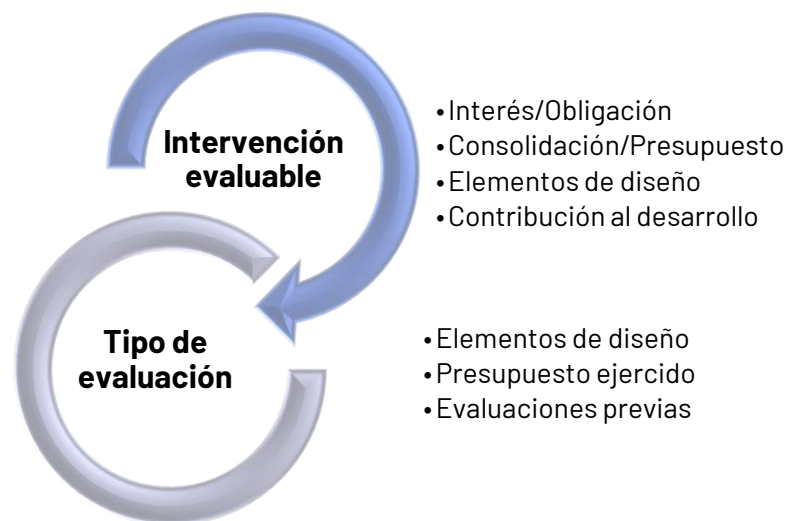 Intervención
evaluable
• Interés/Obligación
• Consolidación/Presupuesto
• Elementos de diseño
• Contribución al desarrollo
Tipo de
evaluación
• Elementos de diseño
• Presupuesto ejercido
• Evaluaciones previas